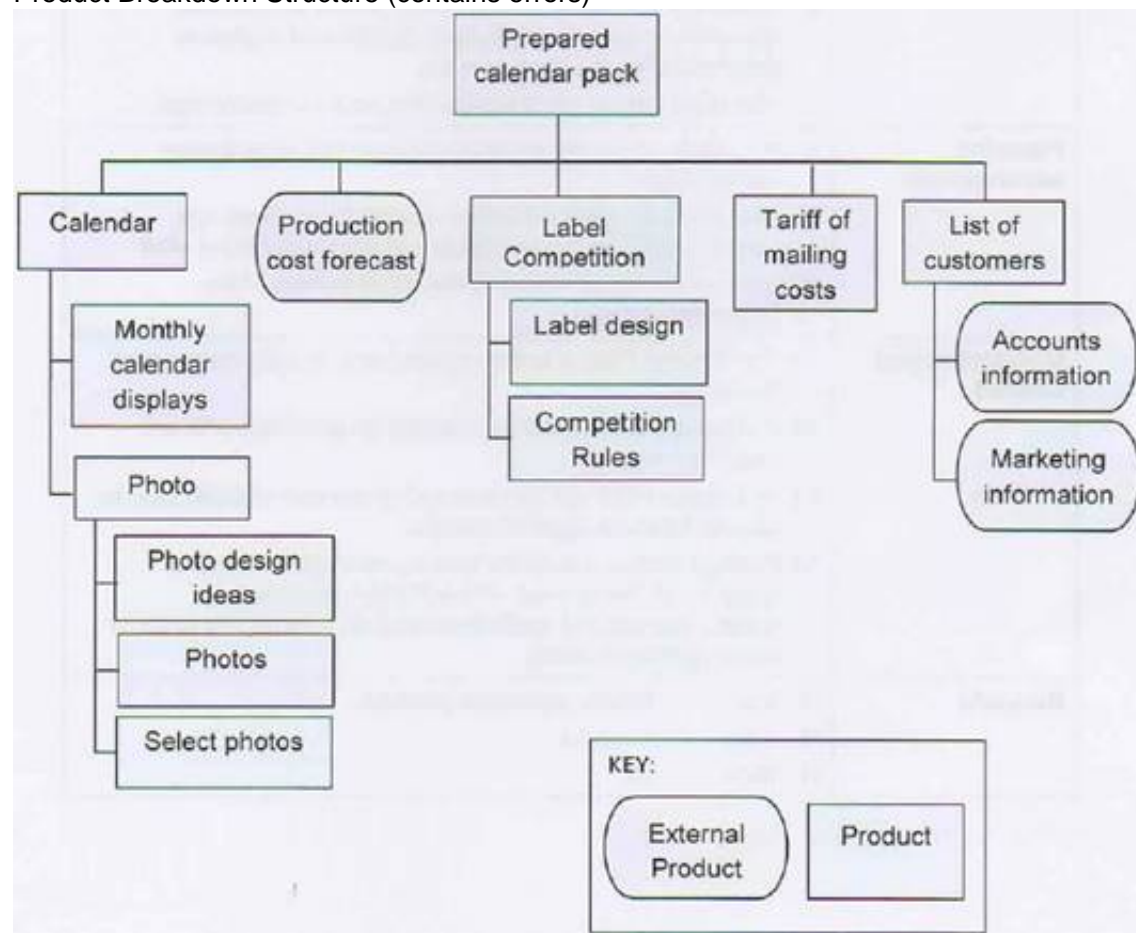 Product Breakdown Structure (contains errors)
Prepared
calendar pack
Calendar
Production
cost forecast
Label
Competition
Tariff of
mailing
costs
List of
customers
Monthly
calendar
displays
Label design
Accounts
information
Competition
Rules
Marketing
information
Photo
Photo design
ideas
Photos
Select photos
KEY:
External
Product
Product